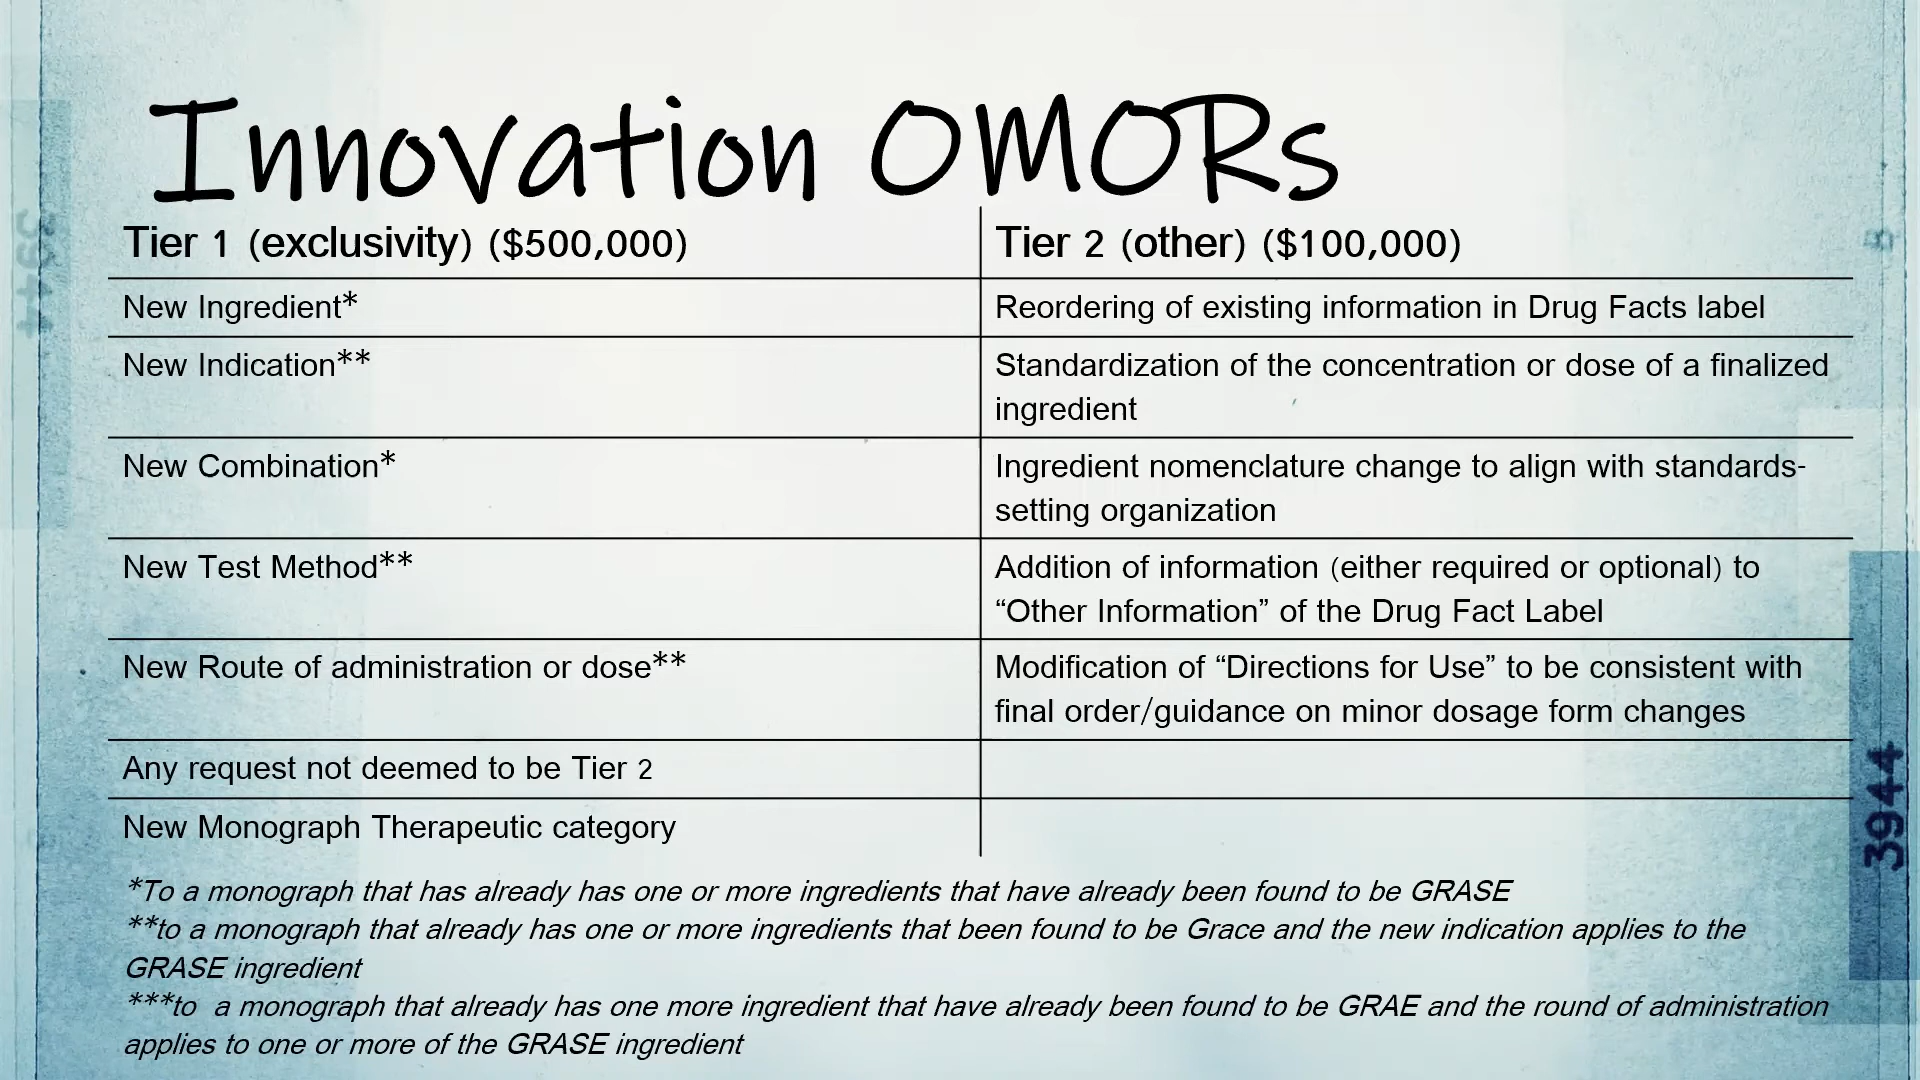 Innovation OMORs
Tier 1 (exclusivity) ($500,000)
Tier 2 (other) ($100,000)
New Ingredient*
Reordering of existing information in Drug Facts label
New Indication**
Standardization of the concentration or dose of a finalized
ingredient
New Combination*
Ingredient nomenclature change to align with standards-
setting organization
New Test Method**
Addition of information (either required or optional) to
“Other Information” of the Drug Fact Label
New Route of administration or dose**
Modification of “Directions for Use” to be consistent with
final order/guidance on minor dosage form changes
Any request not deemed to be Tier 2
New Monograph Therapeutic category
*To a monograph that has already has one or more ingredients that have already been found to be GRASE
**to a monograph that already has one or more ingredients that been found to be Grace and the new indication applies to the
GRASE ingredient
***to a monograph that already has one more ingredient that have already been found to be GRAE and the round of administration
applies to one or more of the GRASE ingredient
3944